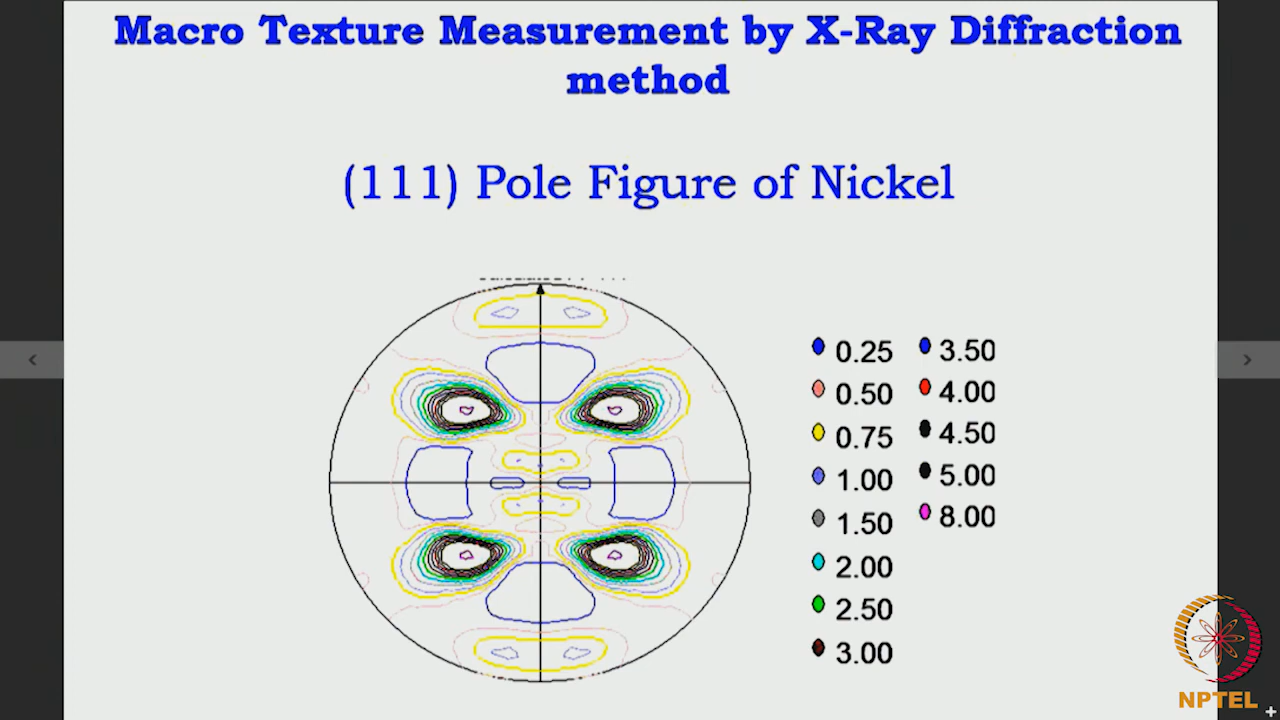 Macro Texture Measurement by X-Ray Diffraction
method
(111) Pole Figure of Nickel
0.25 3.50
0.50 4.00
0.75 4.50
1.00 5.00
1.50 8.00
2.00
2.50
3.00
NPTEL